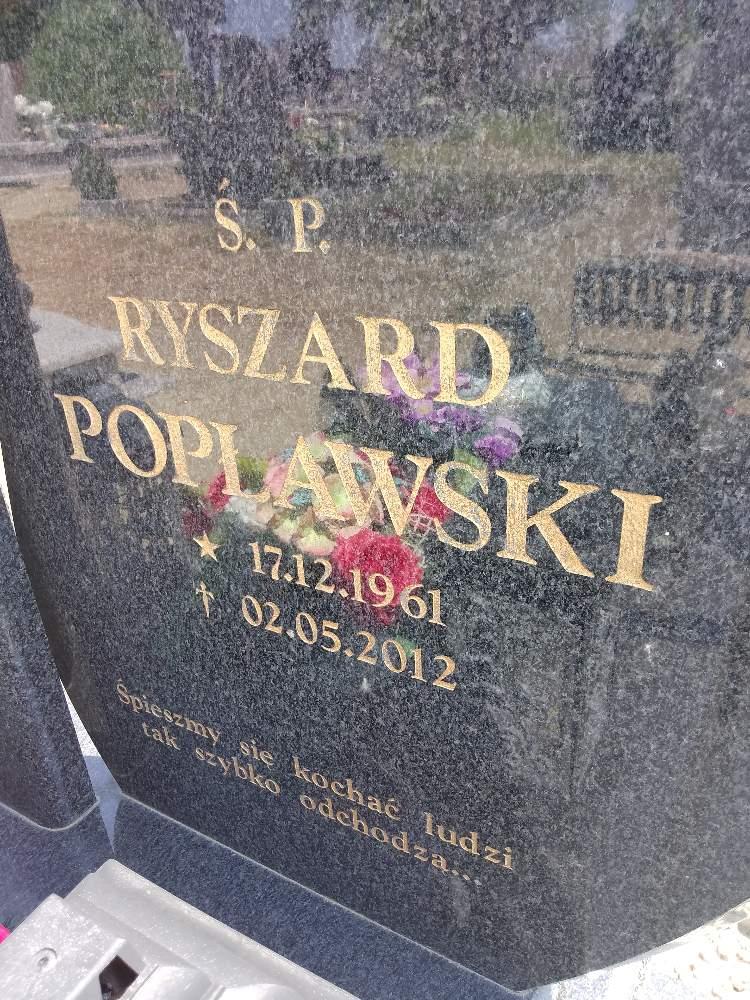 Ś. P.
RYSZARD
POPŁAWSKI
★ 17.12.1961
† 02.05.2012
Śpieszmy się kochać ludzi
tak szybko odchodzą...